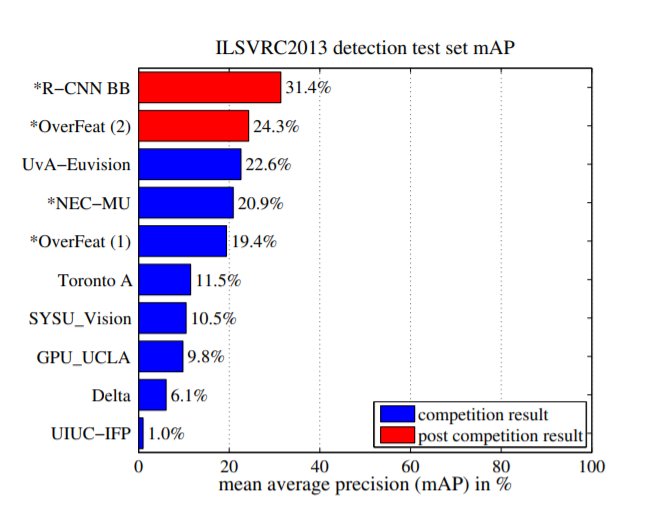 ILSVRC2013 detection test set mAP
*R−CNN BB 31.4%
*OverFeat (2) 24.3%
UvA−Euvision 22.6%
*NEC−MU 20.9%
*OverFeat (1) 19.4%
Toronto A 11.5%
SYSU_Vision 10.5%
GPU_UCLA 9.8%
Delta 6.1%
UIUC−IFP 1.0%
competition result
post competition result
0 20 40 60 80 100
mean average precision (mAP) in %